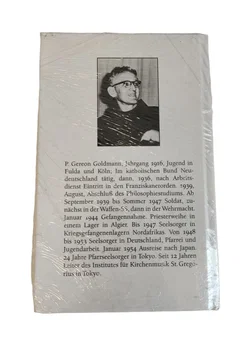 P. Gereon Goldmann, Jahrgang 1916. Jugend in
Fulda und Köln. Im katholischen Bund Neu-
deutschland tätig, dann, 1936, nach Arbeits-
dienst Eintritt in den Franziskanerorden. 1939,
August, Abschluß des Philosophiestudiums. Ab
September 1939 bis Sommer 1947 Soldat, zu-
nächst in der Waffen-SS, dann in der Wehrmacht.
Januar 1944 Gefangennahme. Priesterweihe in
einem Lager in Algier. Bis 1947 Seelsorger in
Kriegsgefangenenlagern Nordafrikas. Von 1948
bis 1953 Seelsorger in Deutschland, Pfarrei und
Jugendarbeit. Januar 1954 Ausreise nach Japan.
24 Jahre Pfarrseelsorger in Tokyo. Seit 12 Jahren
Leiter des Institutes für Kirchenmusik St. Grego-
rius in Tokyo.